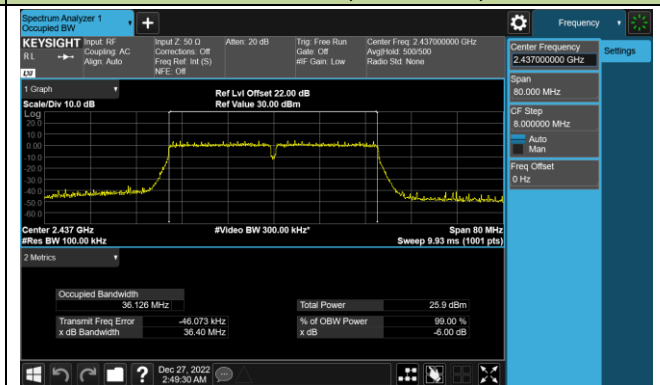 Spectrum Analyzer 1
Occupied BW
+
Frequency
KEYSIGHT
Input: RF
Coupling: AC
Align: Auto
Input Z: 50 Ω
Corrections: Off
Freq Ref: Int (S)
NFE: Off
Atten: 20 dB
Trig: Free Run
Gate: Off
#IF Gain: Low
Center Freq: 2.437000000 GHz
Avg|Hold: 500/500
Radio Std: None
R L
LXI
Center Frequency
2.437000000 GHz
Settings
Span
80.000 MHz
CF Step
8.000000 MHz
Auto
Man
Freq Offset
0 Hz
1 Graph
Scale/Div 10.0 dB
Ref Lvl Offset 22.00 dB
Ref Value 30.00 dBm
Log
20.0
10.0
0.00
-10.0
-20.0
-30.0
-40.0
-50.0
-60.0
Center 2.437 GHz
#Res BW 100.00 kHz
#Video BW 300.00 kHz*
Span 80 MHz
Sweep 9.93 ms (1001 pts)
2 Metrics
Occupied Bandwidth
36.126 MHz
Total Power 25.9 dBm
Transmit Freq Error -46.073 kHz
% of OBW Power 99.00 %
x dB Bandwidth 36.40 MHz
x dB -6.00 dB
?
Dec 27, 2022
2:49:30 AM